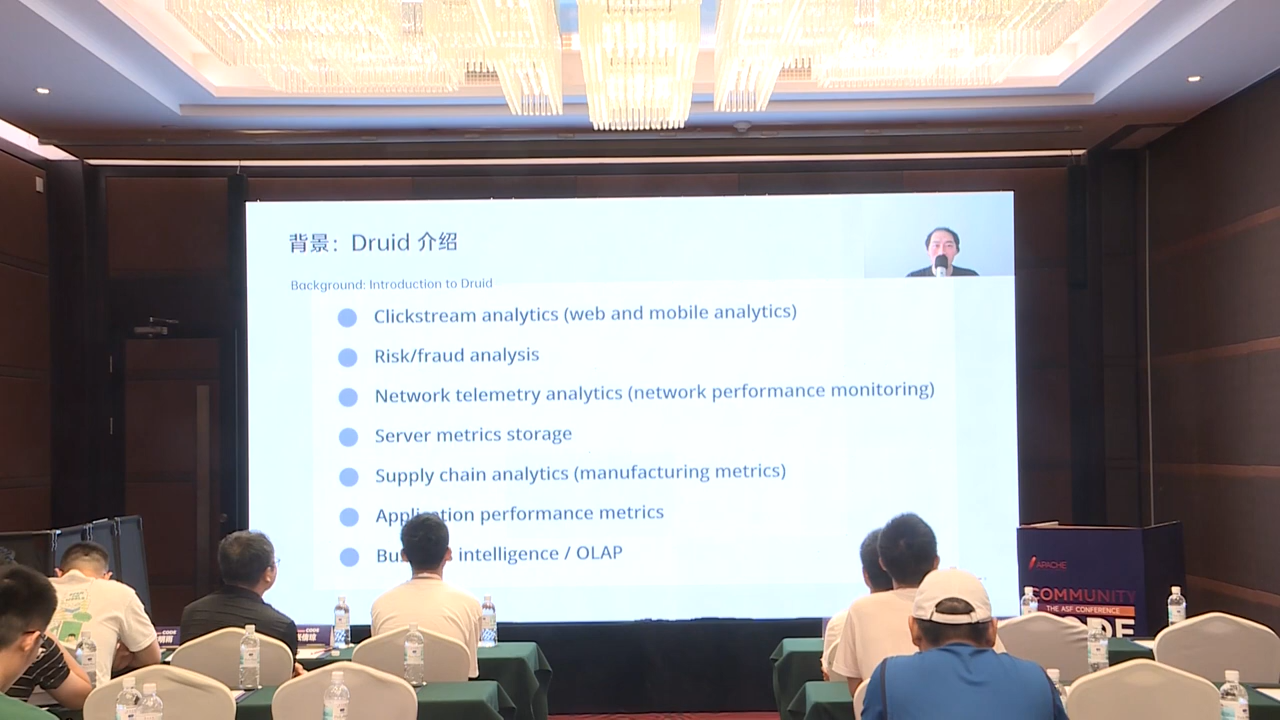 背景：Druid 介绍
Background: Introduction to Druid
Clickstream analytics (web and mobile analytics)
Risk/fraud analysis
Network telemetry analytics (network performance monitoring)
Server metrics storage
Supply chain analytics (manufacturing metrics)
Application performance metrics
intelligence / OLAP
APACHE
COMMUNITY
THE ASF CONFERENCE
CODE
CODE